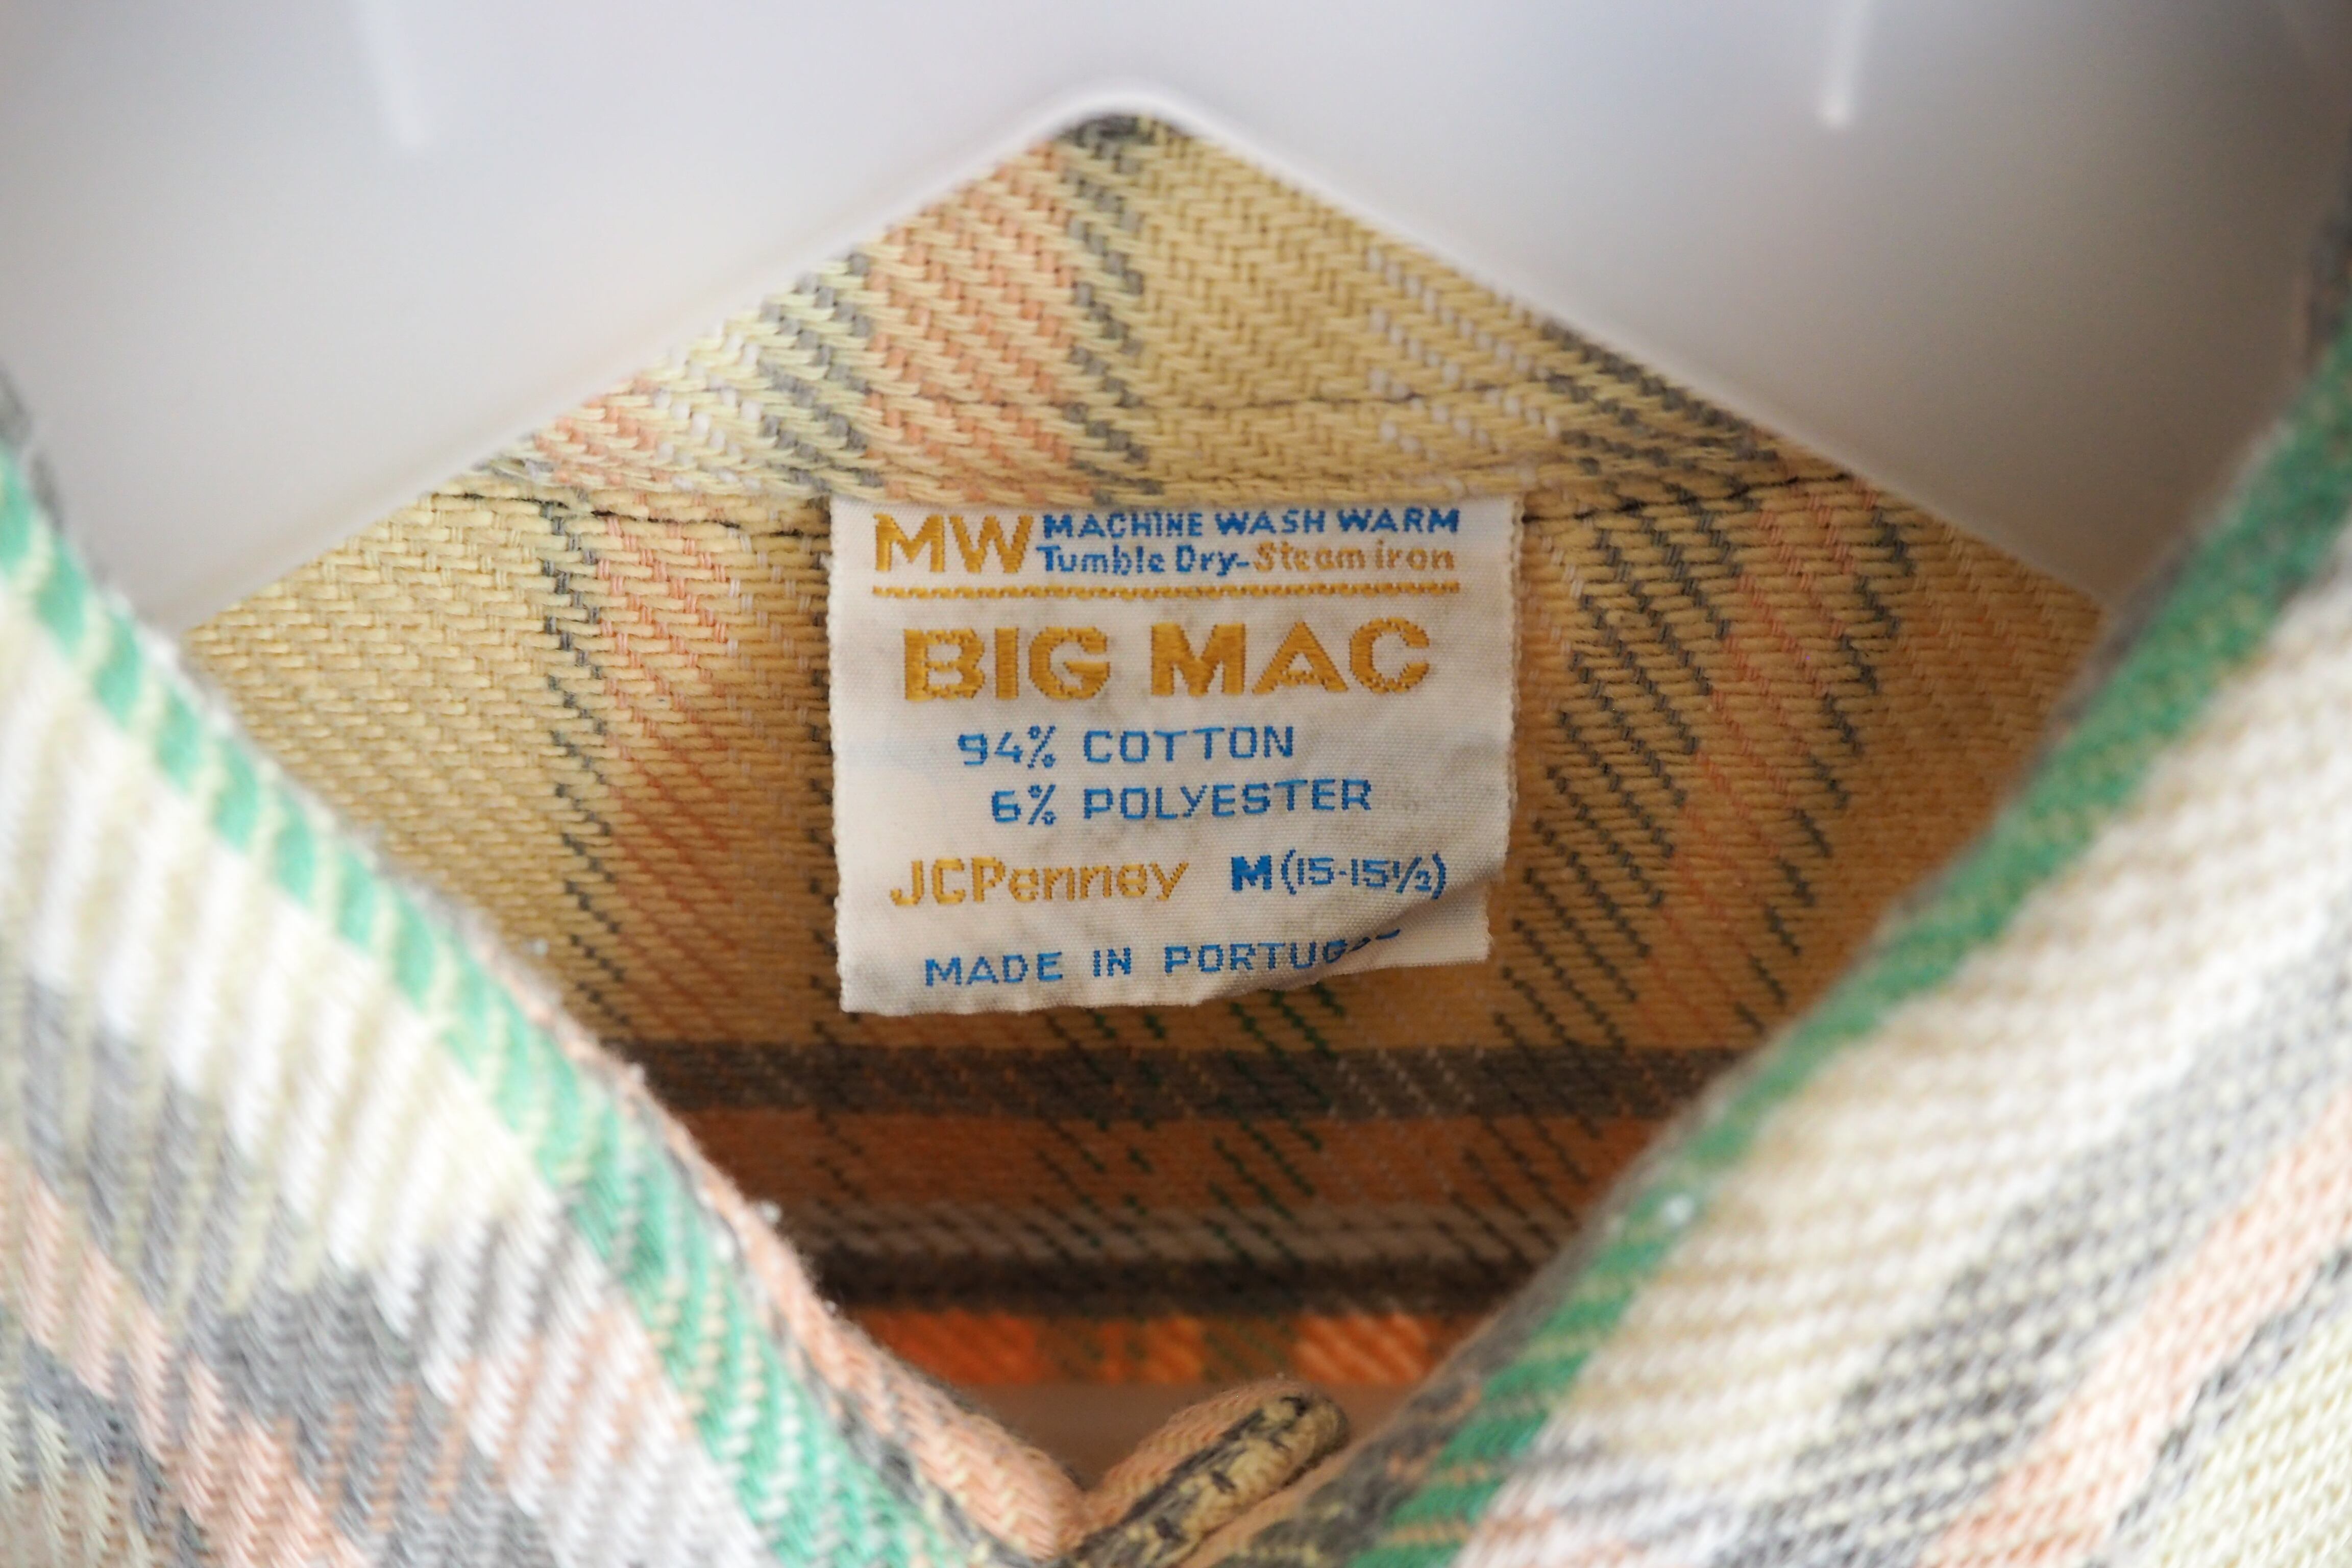 MW MACHINE WASH WARM
Tumble Dry-Steam iron
BIG MAC
94% COTTON
6% POLYESTER
JCPenney M (15-15½)
MADE IN